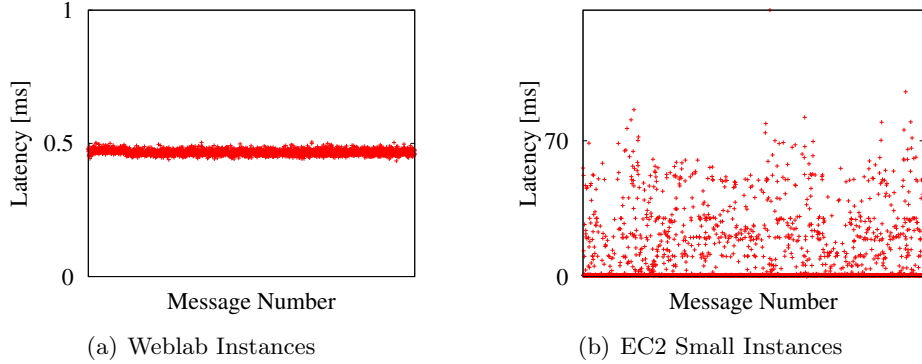 1
0.5
0
Latency [ms]
Message Number
(a) Weblab Instances
70
0
Latency [ms]
Message Number
(b) EC2 Small Instances